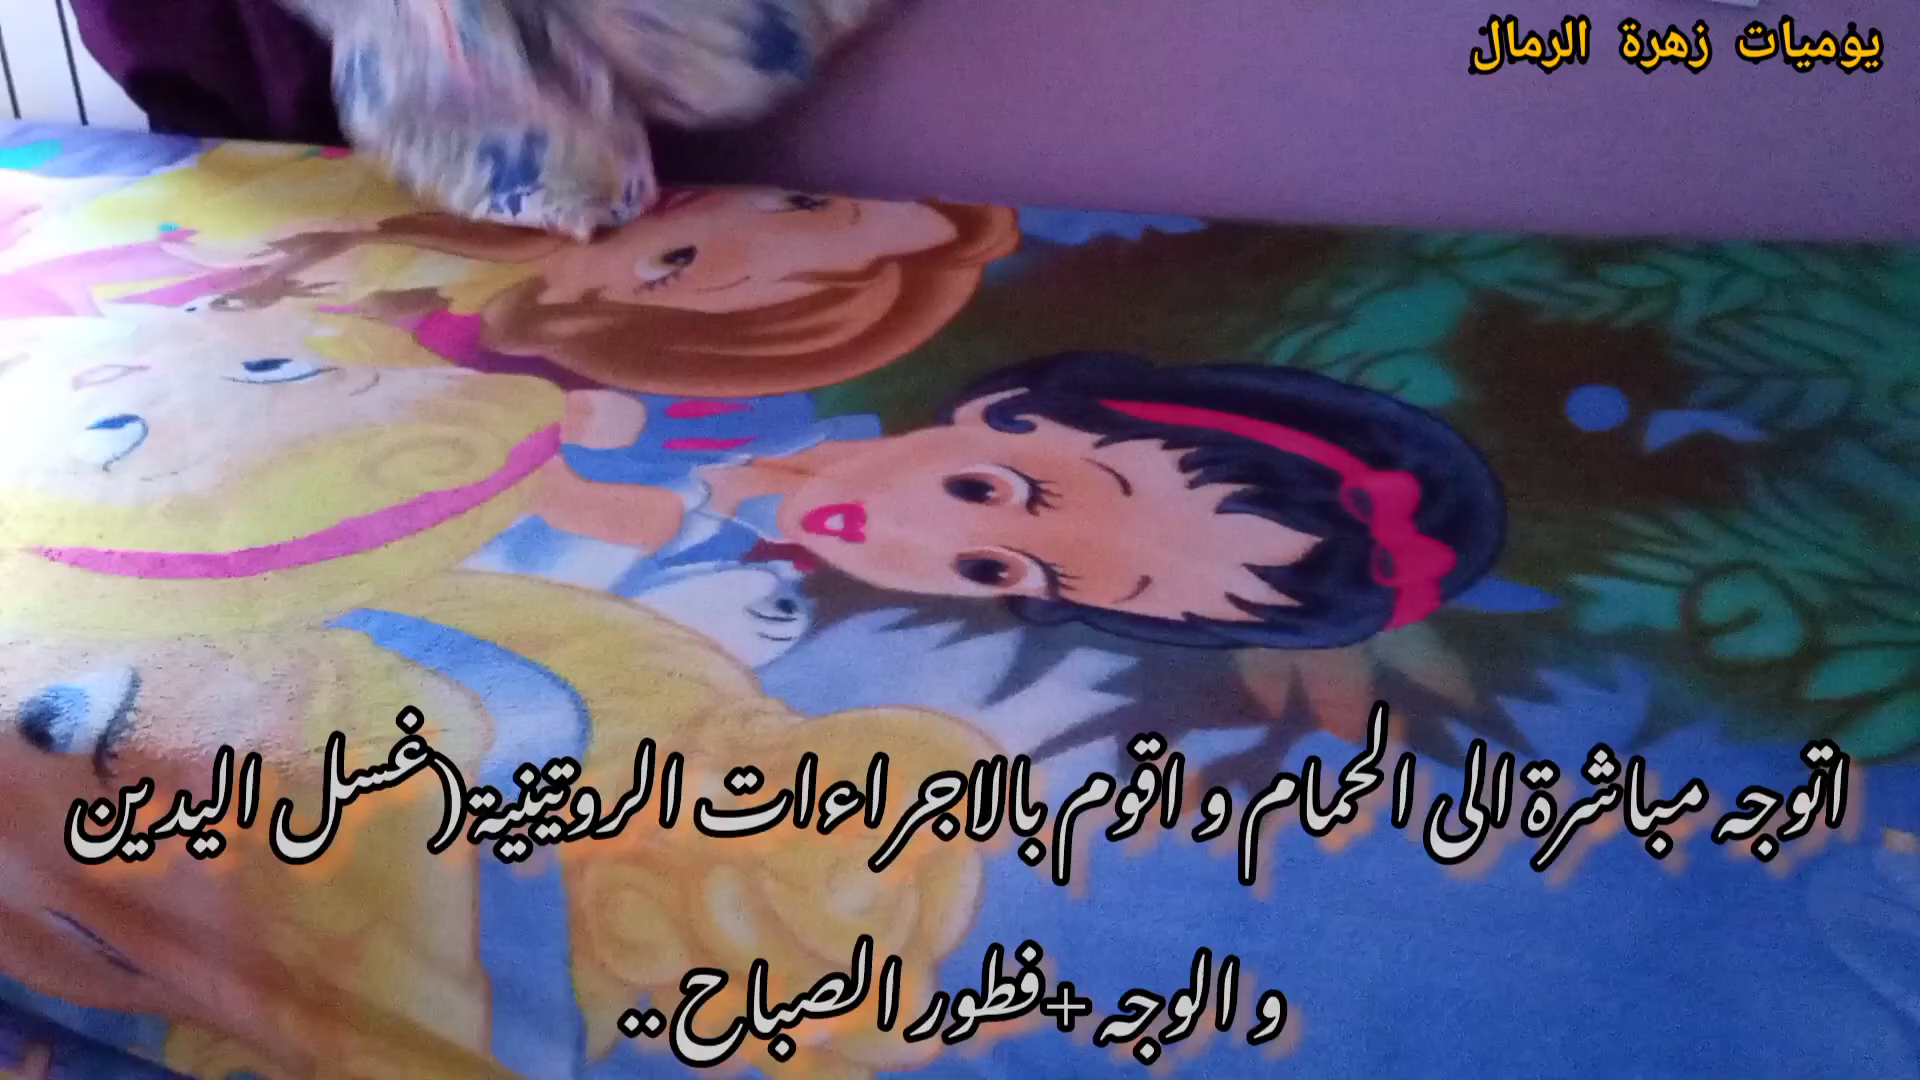 يوميات زهرة الرمال
اتوجه مباشرة الى الحمام و اقوم بالاجراءات الروتينية(غسل اليدين
و الوجه +فطور الصباح..